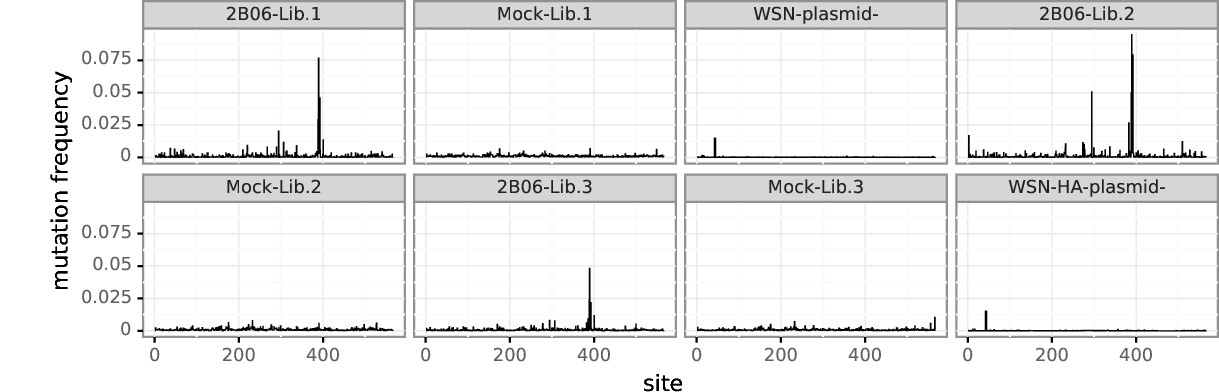 2B06-Lib.1 Mock-Lib.1 WSN-plasmid- 2B06-Lib.2
0.075
0.05
0.025
0
Mock-Lib.2 2B06-Lib.3 Mock-Lib.3 WSN-HA-plasmid-
0.075
0.05
0.025
0
mutation frequency
0 200 400 0 200 400 0 200 400 0 200 400
site